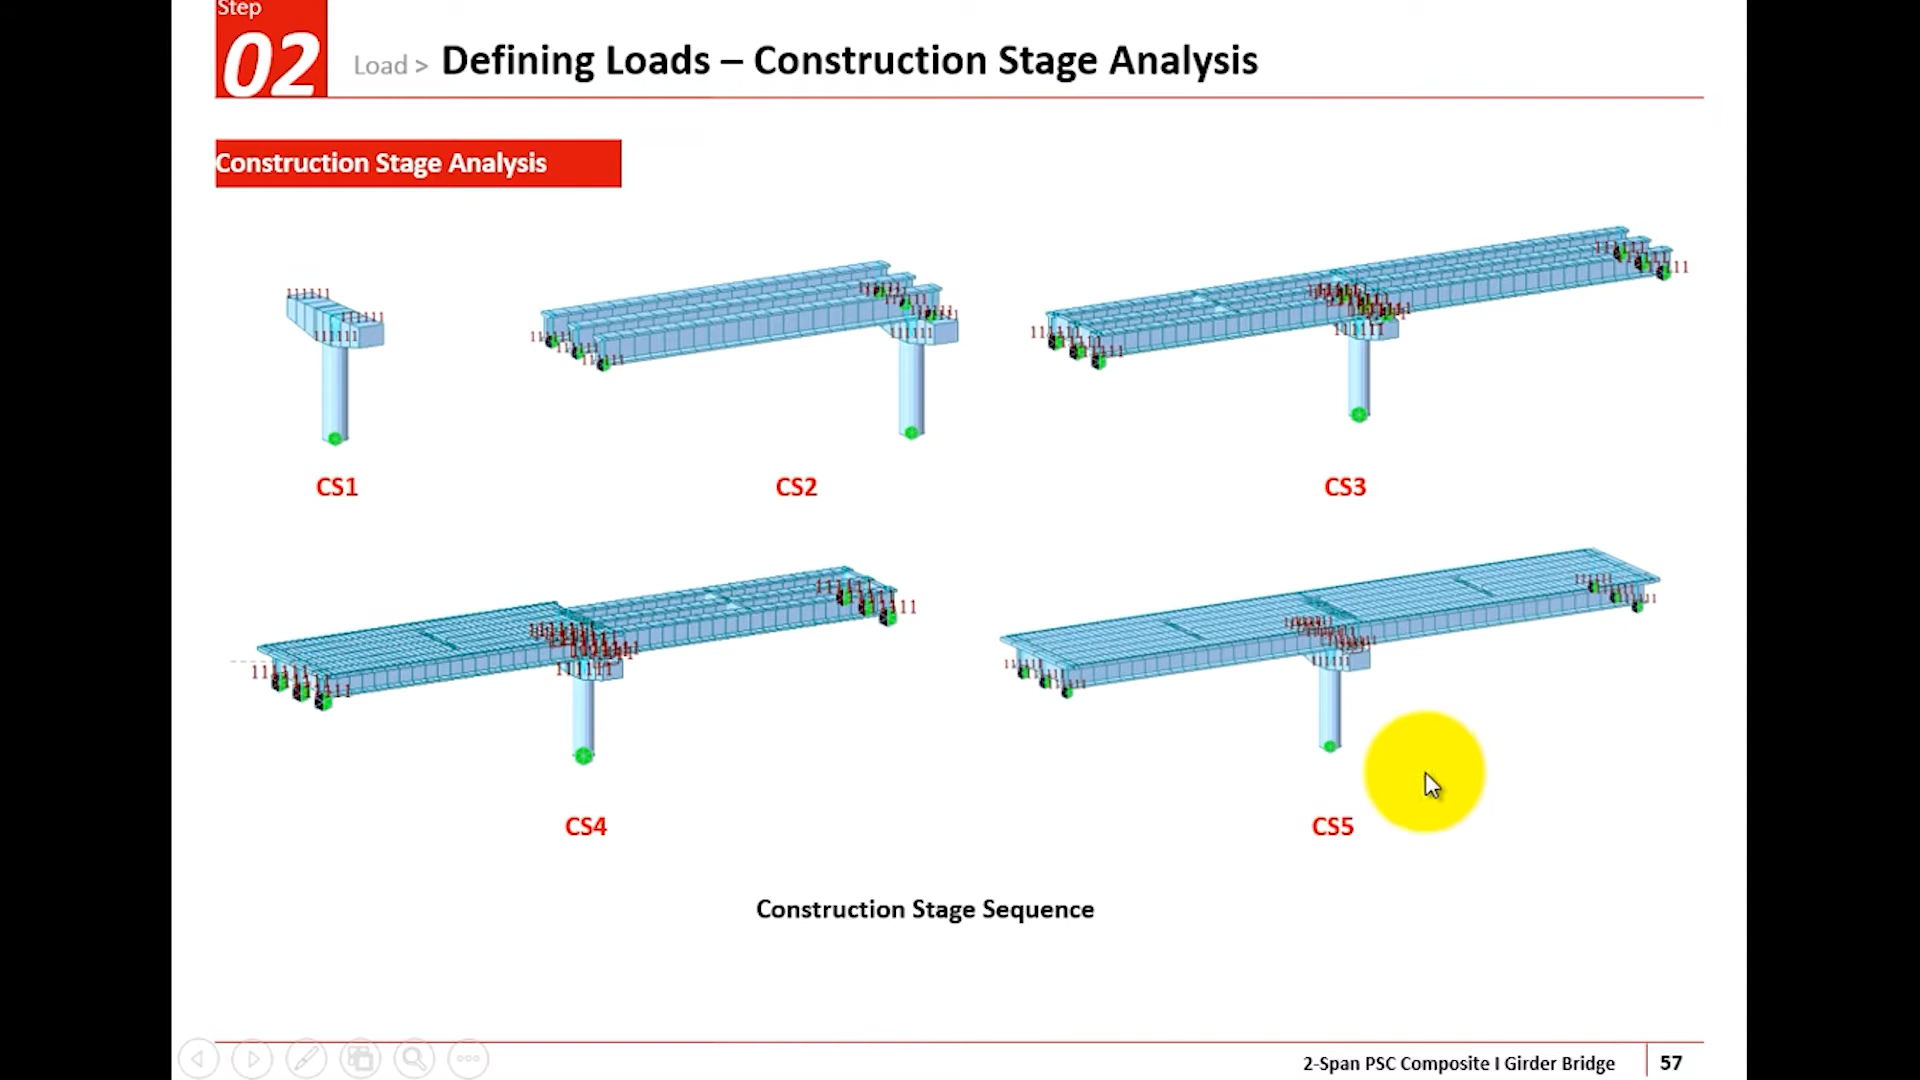 Step
02
Load > Defining Loads – Construction Stage Analysis
Construction Stage Analysis
CS1
CS2
CS3
CS4
CS5
Construction Stage Sequence
2-Span PSC Composite I Girder Bridge
57